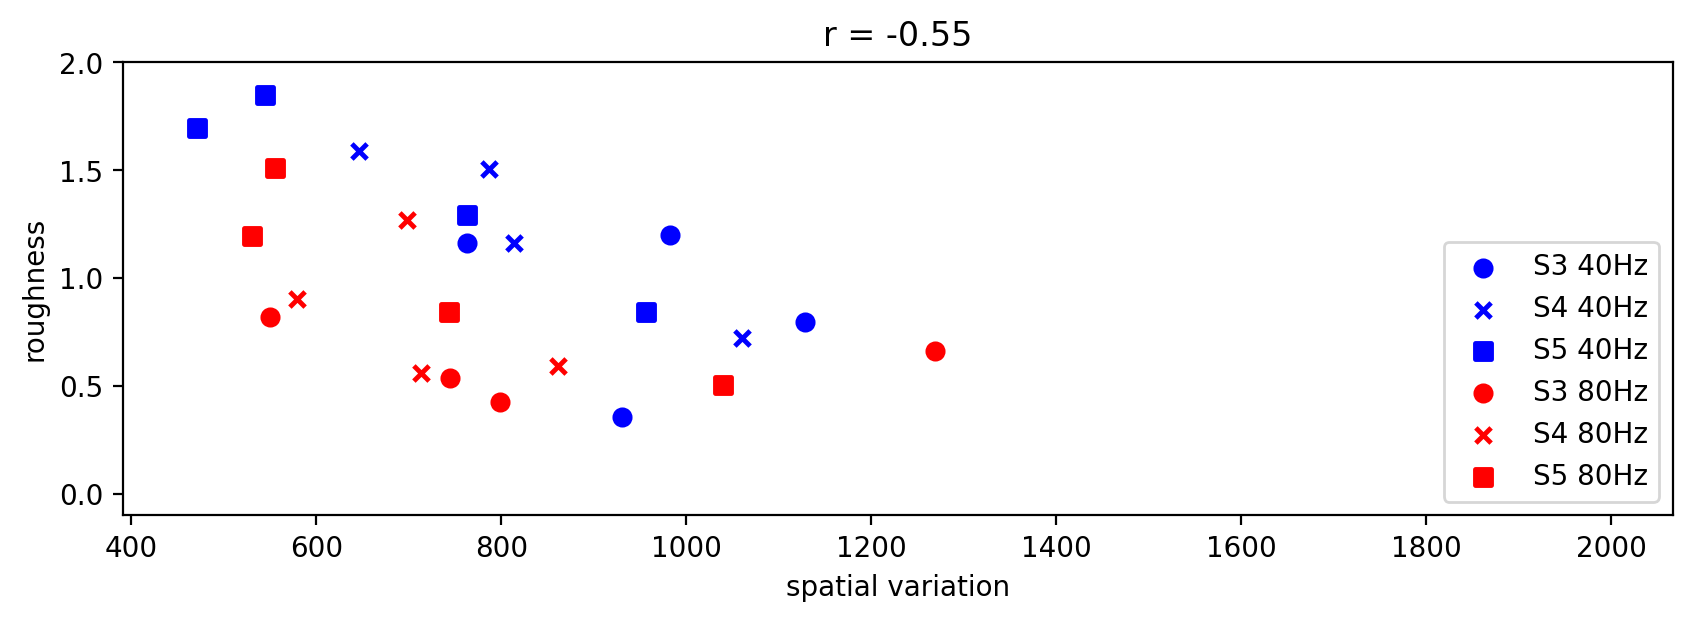 r = -0.55
2.0
1.5
1.0
0.5
0.0
roughness
400 600 800 1000 1200 1400 1600 1800 2000
spatial variation
S3 40Hz
S4 40Hz
S5 40Hz
S3 80Hz
S4 80Hz
S5 80Hz